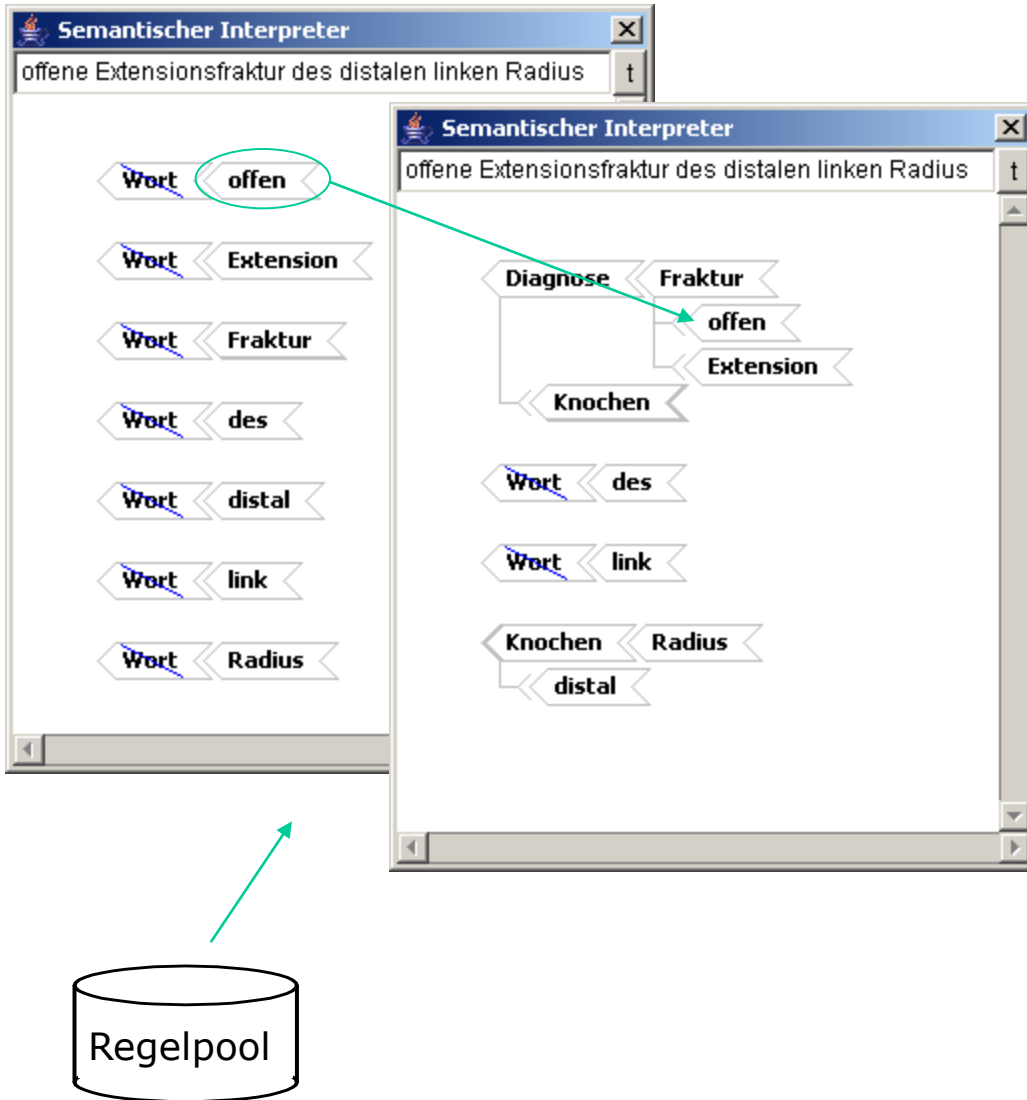 Semantischer Interpreter
offene Extensionsfraktur des distalen linken Radius t
Wort offen
Wort Extension
Wort Fraktur
Wort des
Wort distal
Wort link
Wort Radius
Semantischer Interpreter
offene Extensionsfraktur des distalen linken Radius t
Diagnose Fraktur
offen
Extension
Knochen
Wort des
Wort link
Knochen Radius
distal
Regelpool